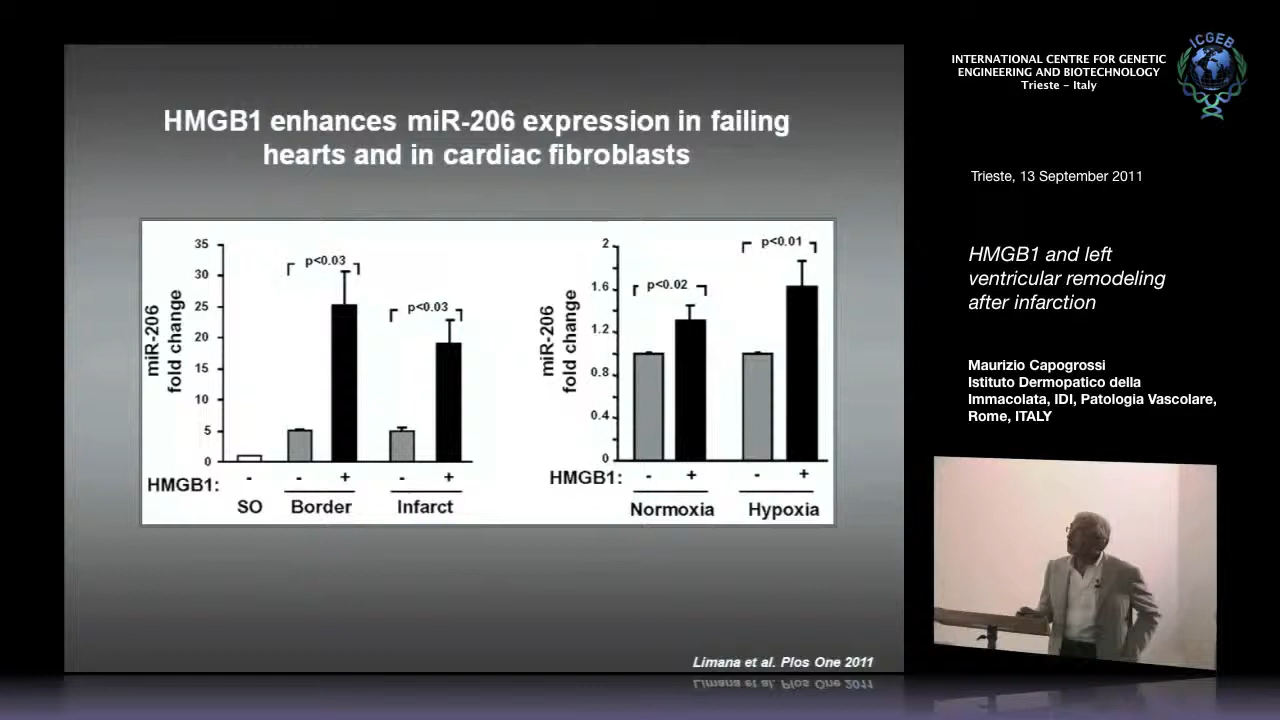 HMGB1 enhances miR-206 expression in failing
hearts and in cardiac fibroblasts
miR-206
fold change
35
30
25
20
15
10
5
0
p<0.03
p<0.03
HMGB1:
-
-
+
-
+
SO
Border
Infarct
miR-206
fold change
2
1.6
1.2
0.8
0.4
0
p<0.02
p<0.01
HMGB1:
-
+
-
+
Normoxia
Hypoxia
Limana et al. Plos One 2011
INTERNATIONAL CENTRE FOR GENETIC
ENGINEERING AND BIOTECHNOLOGY
Trieste - Italy
ICGEB
Trieste, 13 September 2011
HMGB1 and left
ventricular remodeling
after infarction
Maurizio Capogrossi
Istituto Dermopatico della
Immacolata, IDI, Patologia Vascolare,
Rome, ITALY